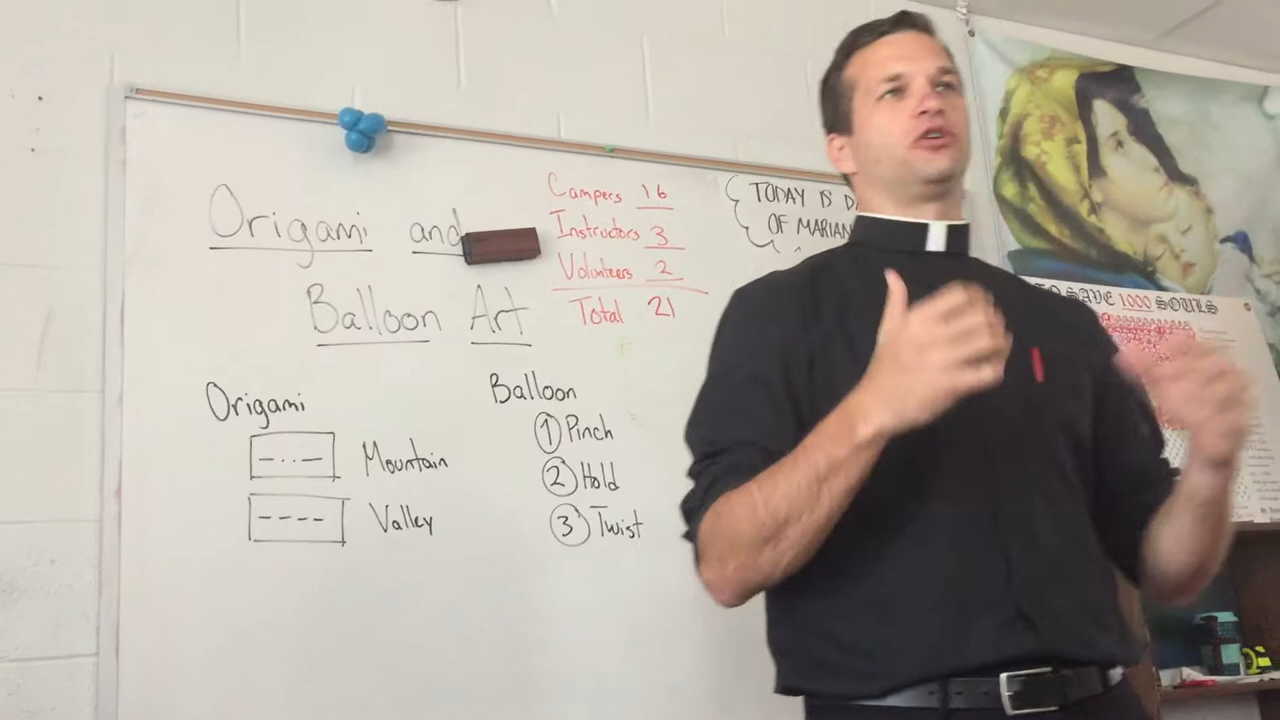 Origami and
Balloon Art
Campers 16
Instructors 3
Volunteers 2
Total 21
TODAY IS
OF MARIAN
Origami
Mountain
Valley
Balloon
1 Pinch
2 Hold
3 Twist
TO SAVE 1000 SOULS